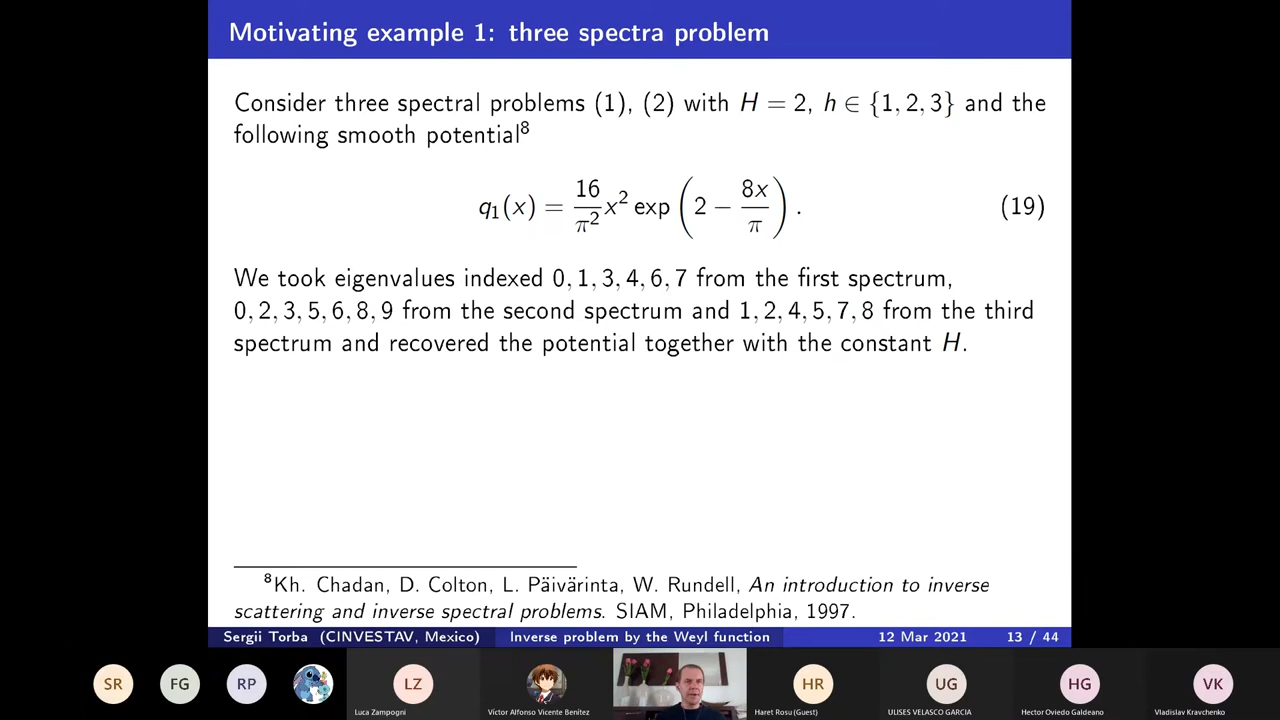 Motivating example 1: three spectra problem
Consider three spectral problems (1), (2) with H = 2, h ∈ {1, 2, 3} and the
following smooth potential⁸
q₁(x) = 16/π² x² exp(2 − 8x/π). (19)
We took eigenvalues indexed 0, 1, 3, 4, 6, 7 from the first spectrum,
0, 2, 3, 5, 6, 8, 9 from the second spectrum and 1, 2, 4, 5, 7, 8 from the third
spectrum and recovered the potential together with the constant H.
⁸Kh. Chadan, D. Colton, L. Päivärinta, W. Rundell, An introduction to inverse
scattering and inverse spectral problems. SIAM, Philadelphia, 1997.
Sergii Torba (CINVESTAV, Mexico) Inverse problem by the Weyl function 12 Mar 2021 13 / 44
SR FG RP LZ HR UG HG VK
Luca Zampogni Víctor Alfonso Vicente Benítez Haret Rosu (Guest) ULISES VELASCO GARCIA Hector Oviedo Galdeano Vladislav Kravchenko